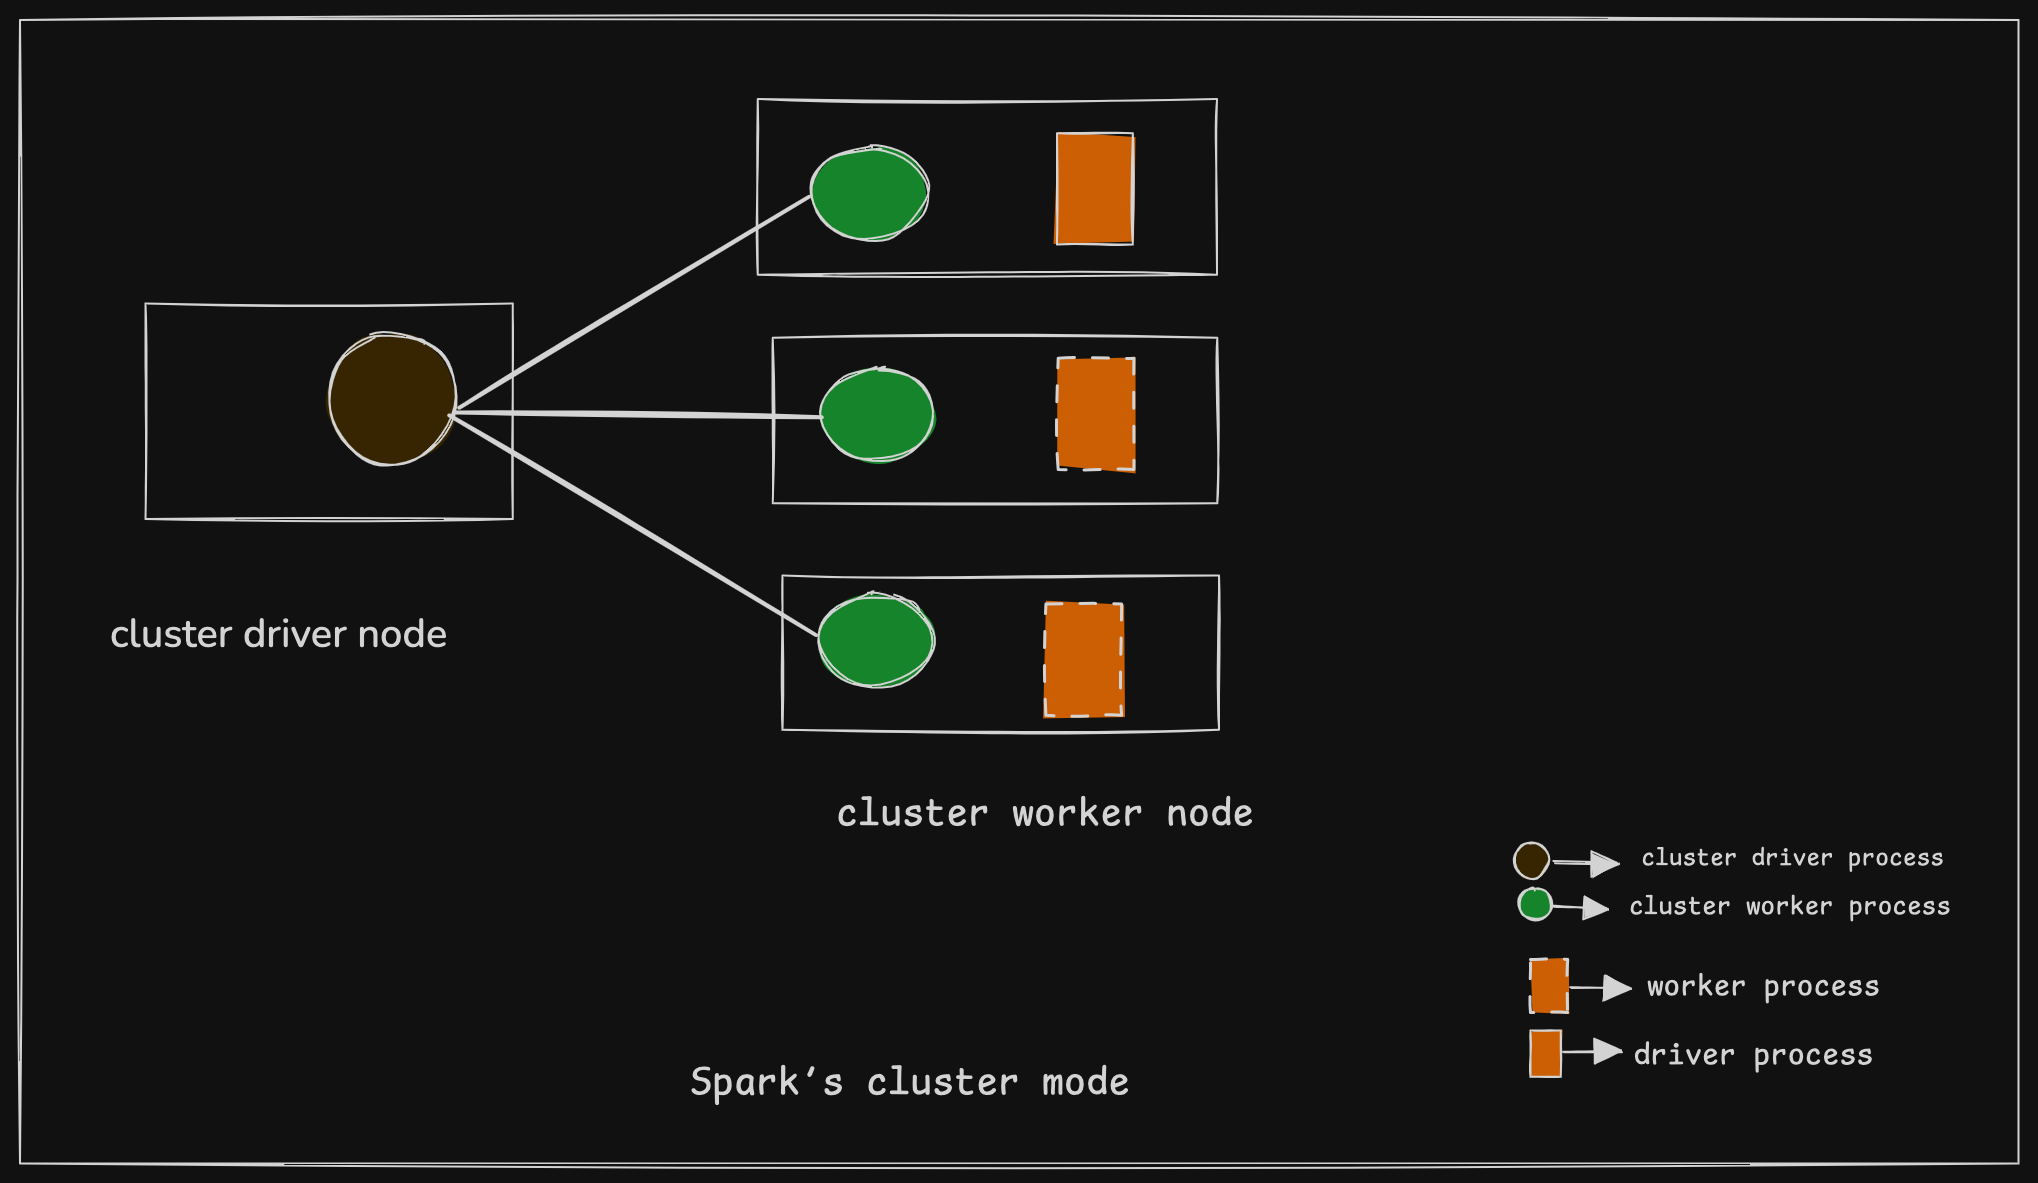 cluster driver node
cluster worker node
cluster driver process
cluster worker process
worker process
driver process
Spark's cluster mode